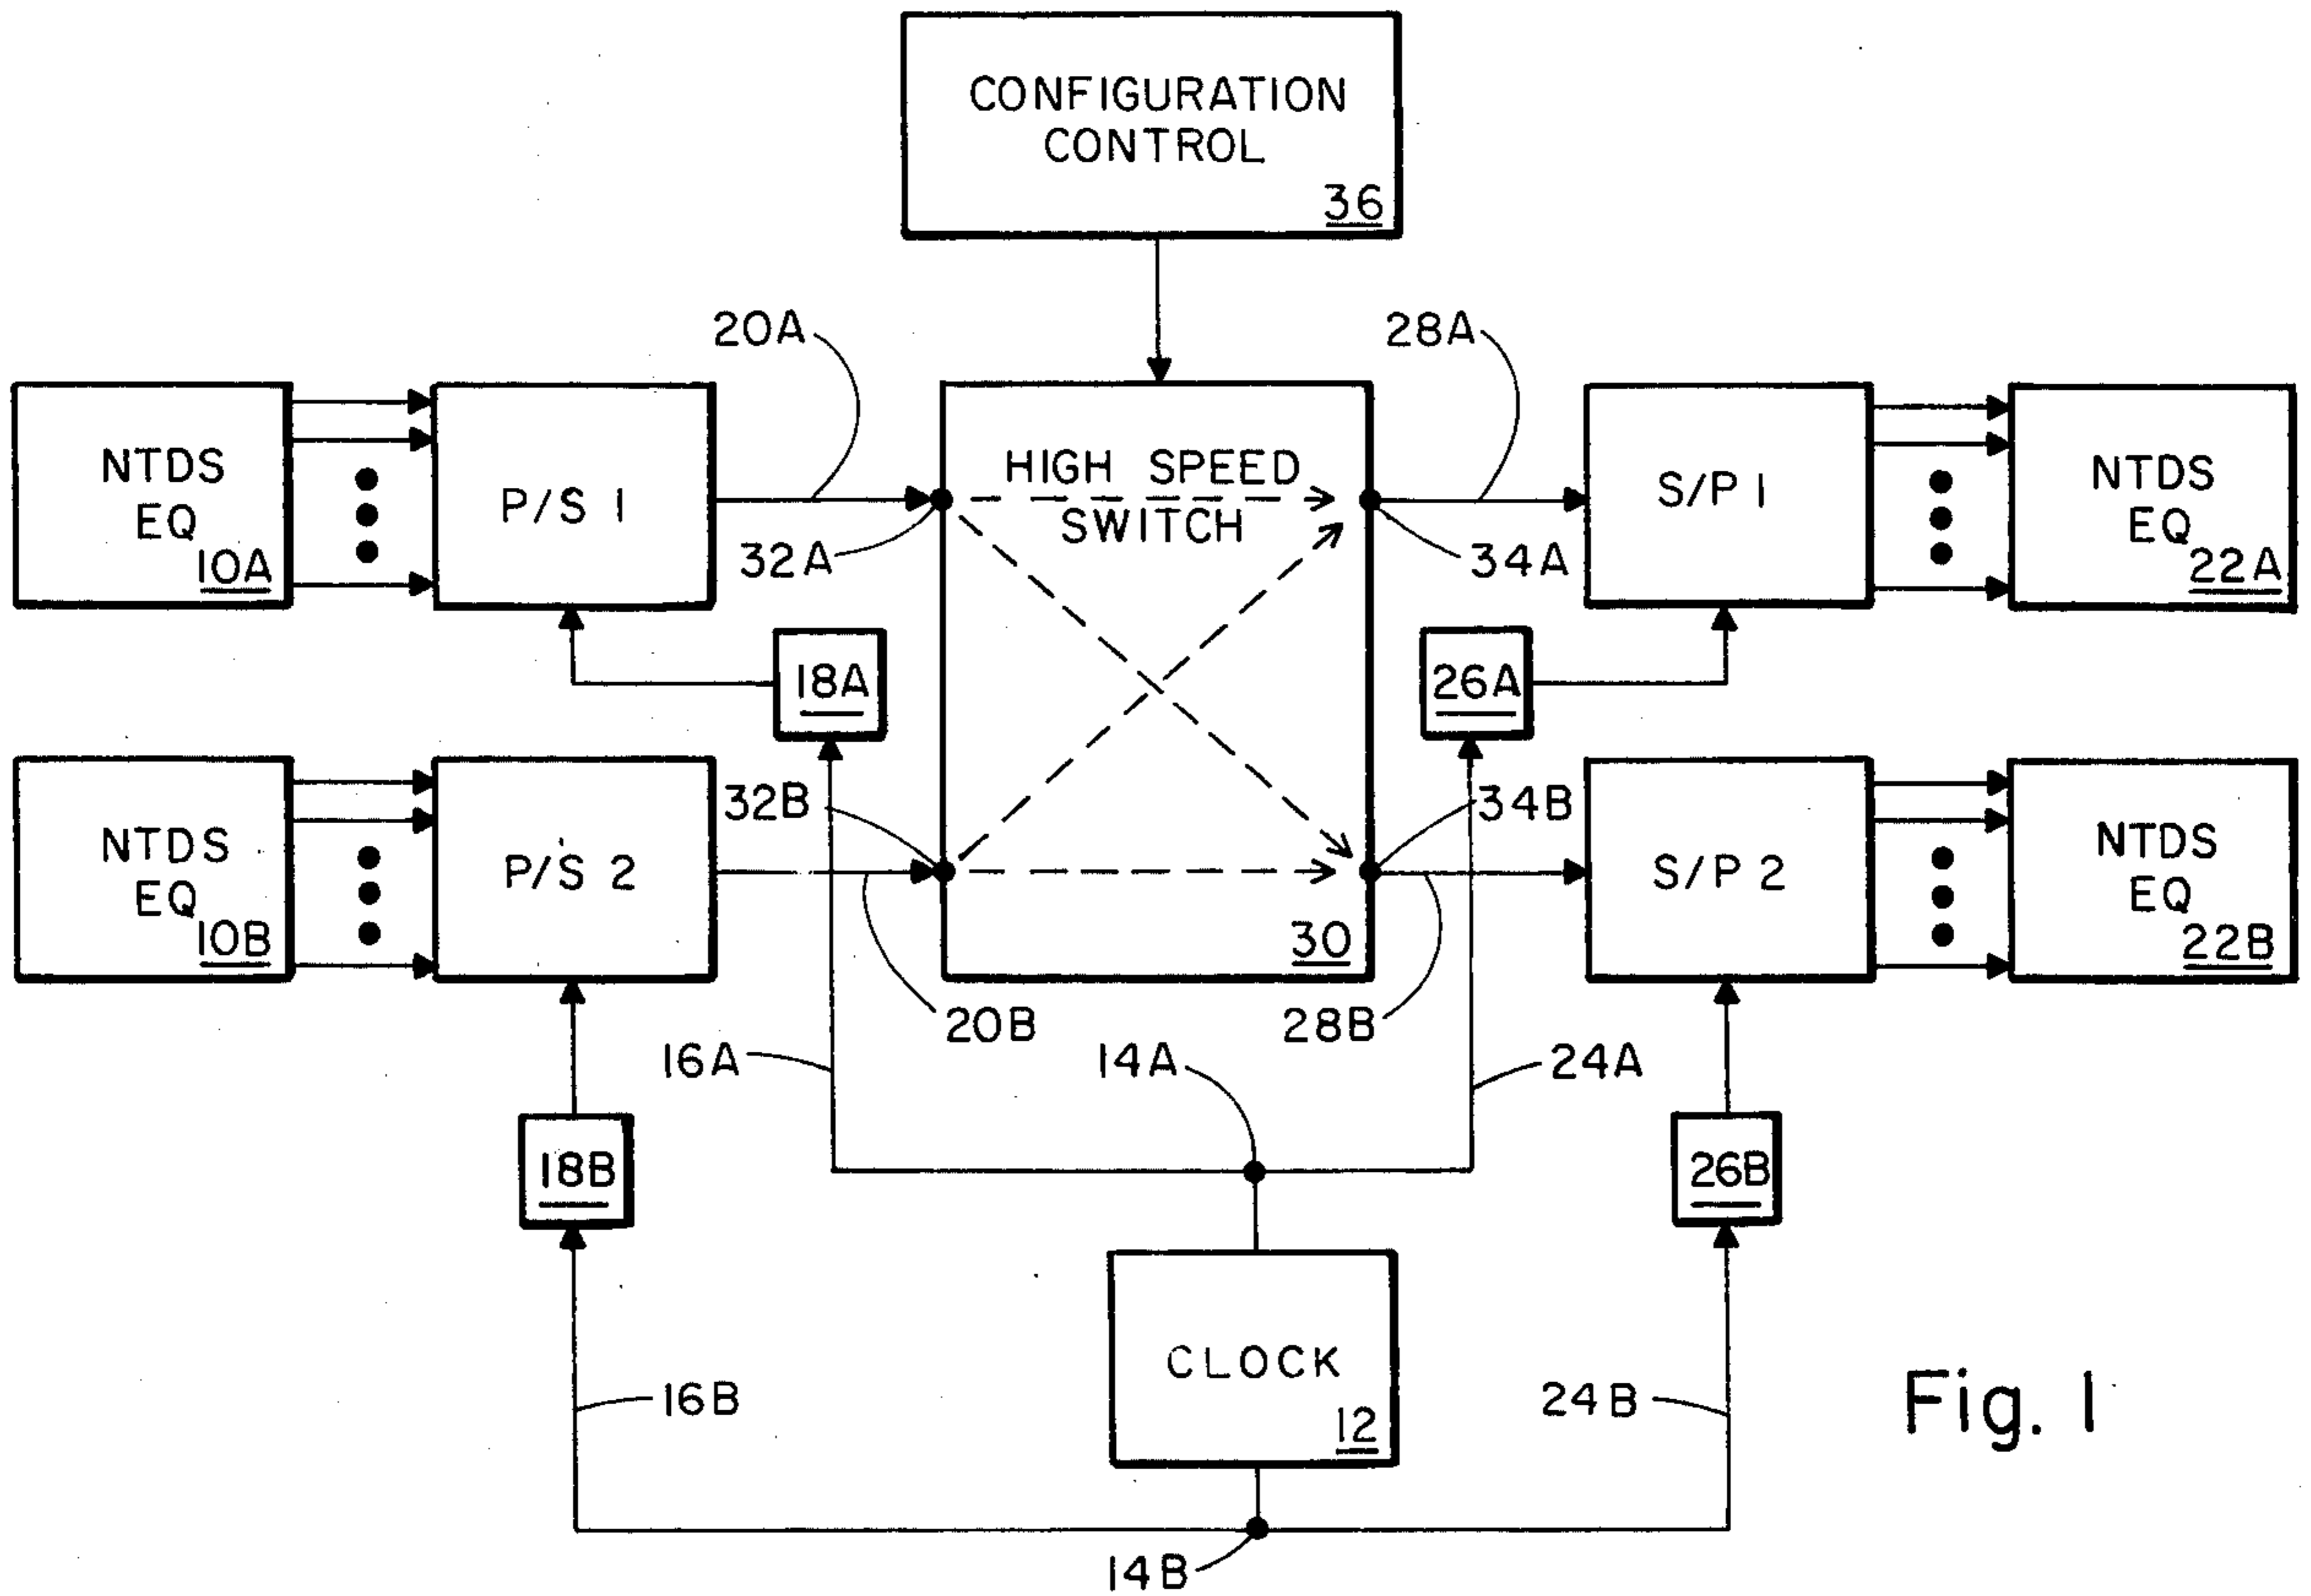 CONFIGURATION
CONTROL
36
20A
28A
NTDS
EQ
10A
P/S 1
HIGH SPEED
SWITCH
S/P 1
NTDS
EQ
22A
32A
34A
18A
26A
NTDS
EQ
10B
P/S 2
32B
34B
S/P 2
NTDS
EQ
22B
30
20B
28B
16A
14A
24A
18B
26B
CLOCK
12
16B
24B
14B
Fig. 1